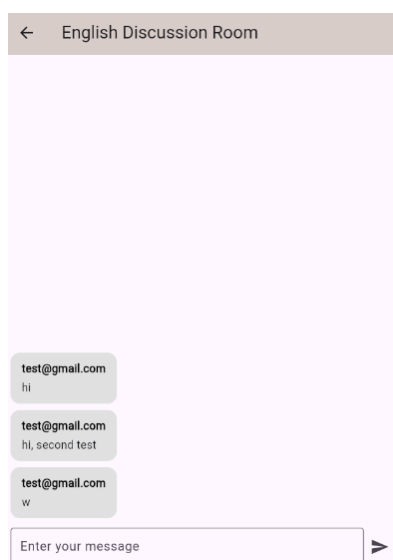 English Discussion Room
test@gmail.com
hi
test@gmail.com
hi, second test
test@gmail.com
w
Enter your message